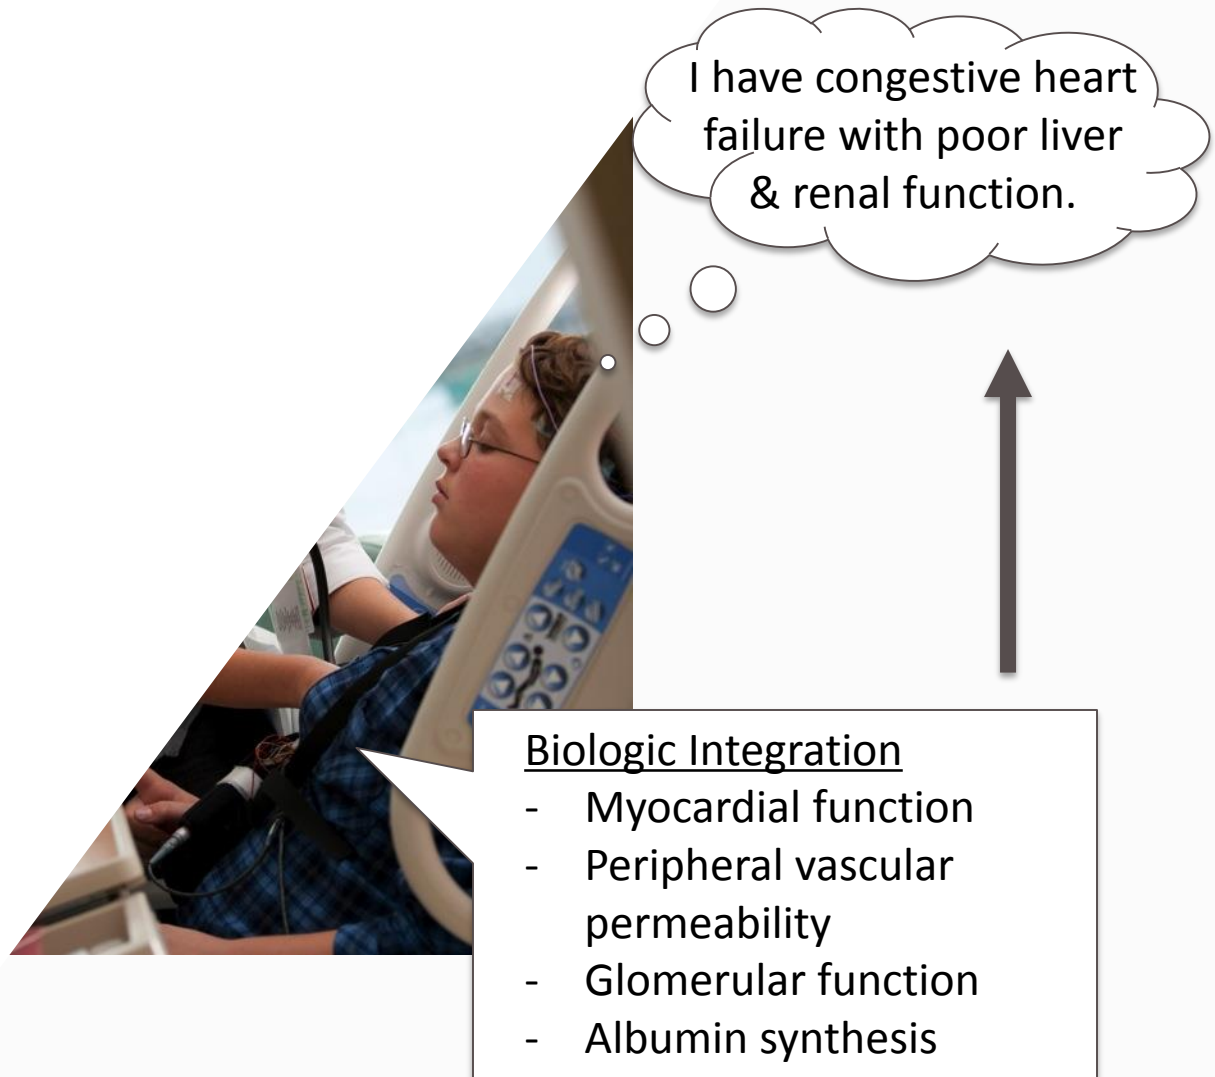 I have congestive heart
failure with poor liver
& renal function.
Biologic Integration
- Myocardial function
- Peripheral vascular
permeability
- Glomerular function
- Albumin synthesis